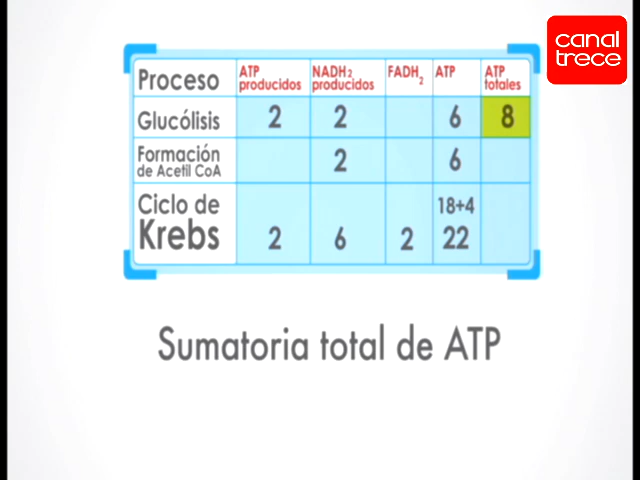 canal
trece
Proceso ATP producidos NADH₂ producidos FADH₂ ATP ATP totales
Glucólisis 2 2 6 8
Formación de Acetil CoA 2 6
Ciclo de Krebs 2 6 2 18+4 22
Sumatoria total de ATP